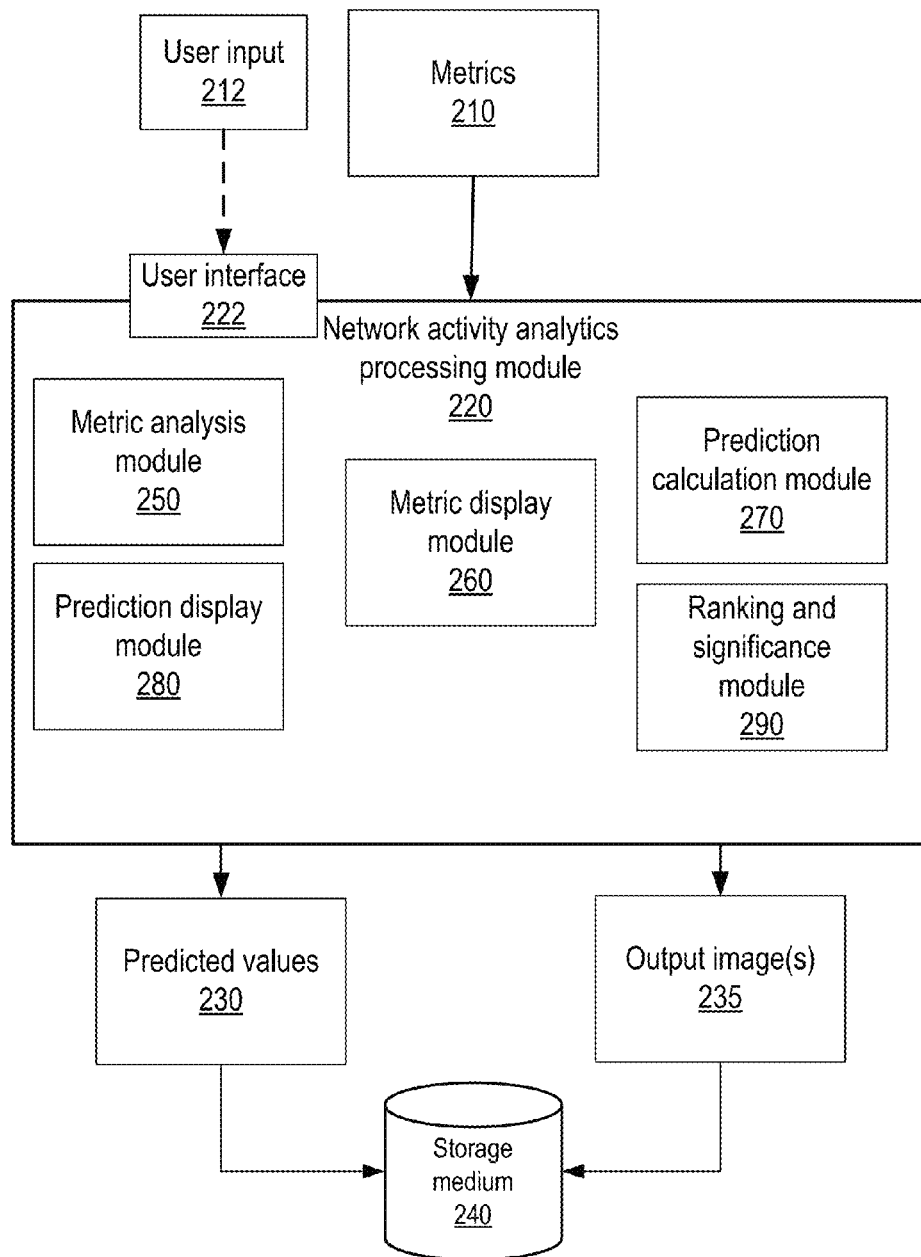 User input
212
Metrics
210
User interface
222
Network activity analytics
processing module
220
Metric analysis
module
250
Metric display
module
260
Prediction
calculation module
270
Prediction display
module
280
Ranking and
significance
module
290
Predicted values
230
Output image(s)
235
Storage
medium
240